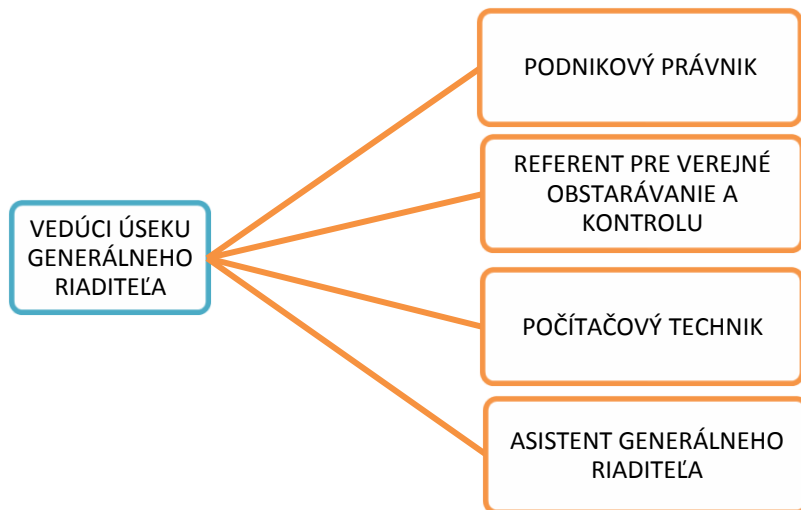 PODNIKOVÝ PRÁVNIK
REFERENT PRE VEREJNÉ
OBSTARÁVANIE A
KONTROLU
VEDÚCI ÚSEKU
GENERÁLNEHO
RIADITEĽA
POČÍTAČOVÝ TECHNIK
ASISTENT GENERÁLNEHO
RIADITEĽA